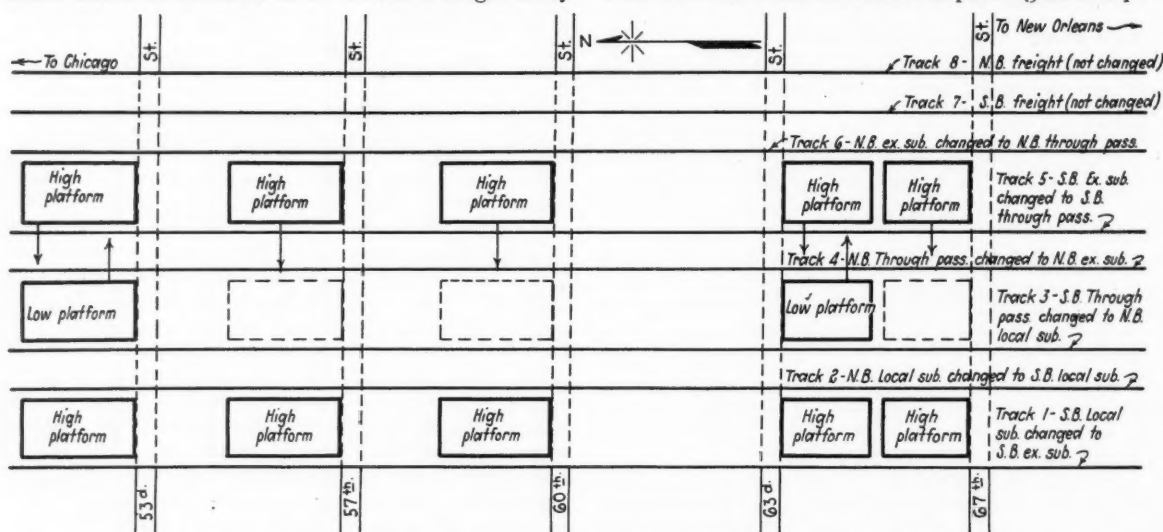 St.
St.
St.
N
St.
St.
To New Orleans
To Chicago
Track 8- N.B. freight (not changed)
Track 7- S.B. freight (not changed)
Track 6-N.B. ex. sub. changed to N.B. through pass.
High
platform
High
platform
High
platform
High
platform
High
platform
Track 5-S.B. Ex. sub.
changed to S.B.
through pass.
Track 4-N.B. Through pass. changed to N.B. ex. sub.
Low platform
Low platform
Track 3-S.B. Through
pass. changed to N.B.
local sub.
Track 2-N.B. Local sub. changed to S.B. local sub.
High
platform
High
platform
High
platform
High
platform
High
platform
Track 1-S.B. Local
sub. changed to
S.B. ex. sub.
53d.
57th.
60th.
63d.
67th.